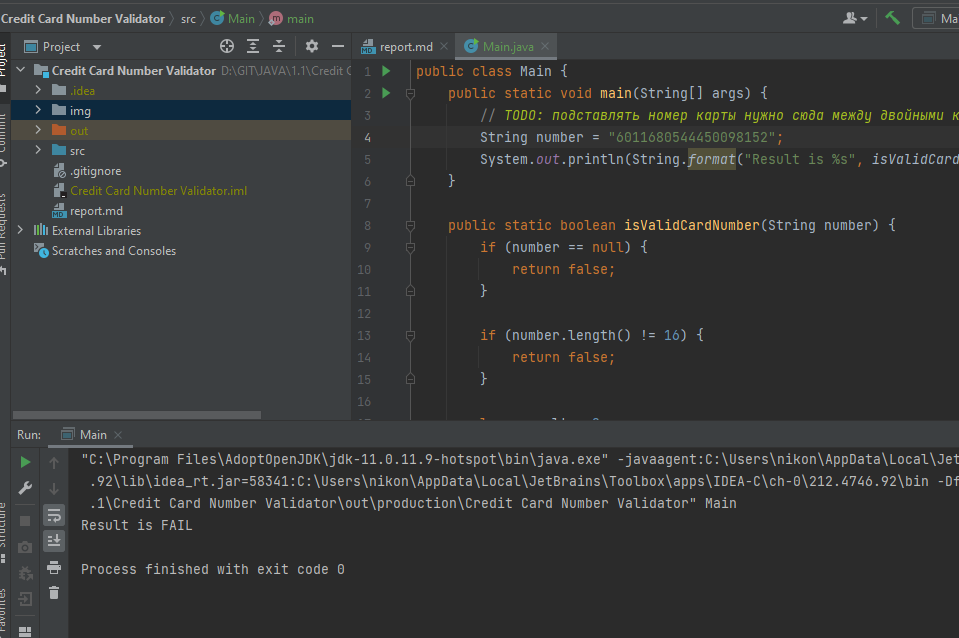 Credit Card Number Validator src Main main
Ma
Project
report.md
Main.java
Credit Card Number Validator D:\GIT\JAVA\1.1\Credit C
.idea
img
out
src
.gitignore
Credit Card Number Validator.iml
report.md
External Libraries
Scratches and Consoles
Project
Commit
Pull Requests
1 public class Main {
2 public static void main(String[] args) {
3 // TODO: подставлять номер карты нужно сюда между двойными к
4 String number = "6011680544450098152";
5 System.out.println(String.format("Result is %s", isValidCard
6 }
7
8 public static boolean isValidCardNumber(String number) {
9 if (number == null) {
10 return false;
11 }
12
13 if (number.length() != 16) {
14 return false;
15 }
16
Run: Main
"C:\Program Files\AdoptOpenJDK\jdk-11.0.11.9-hotspot\bin\java.exe" -javaagent:C:\Users\nikon\AppData\Local\Jet
.92\lib\idea_rt.jar=58341:C:\Users\nikon\AppData\Local\JetBrains\Toolbox\apps\IDEA-C\ch-0\212.4746.92\bin -Df
.1\Credit Card Number Validator\out\production\Credit Card Number Validator" Main
Result is FAIL
Process finished with exit code 0
Structure
Favorites